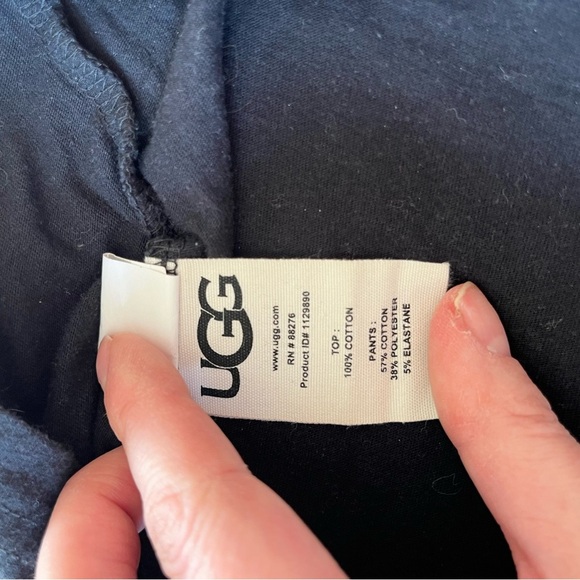 UGG
www.ugg.com
RN # 88276
Product ID# 1129890
TOP :
100% COTTON
PANTS :
57% COTTON
38% POLYESTER
5% ELASTANE